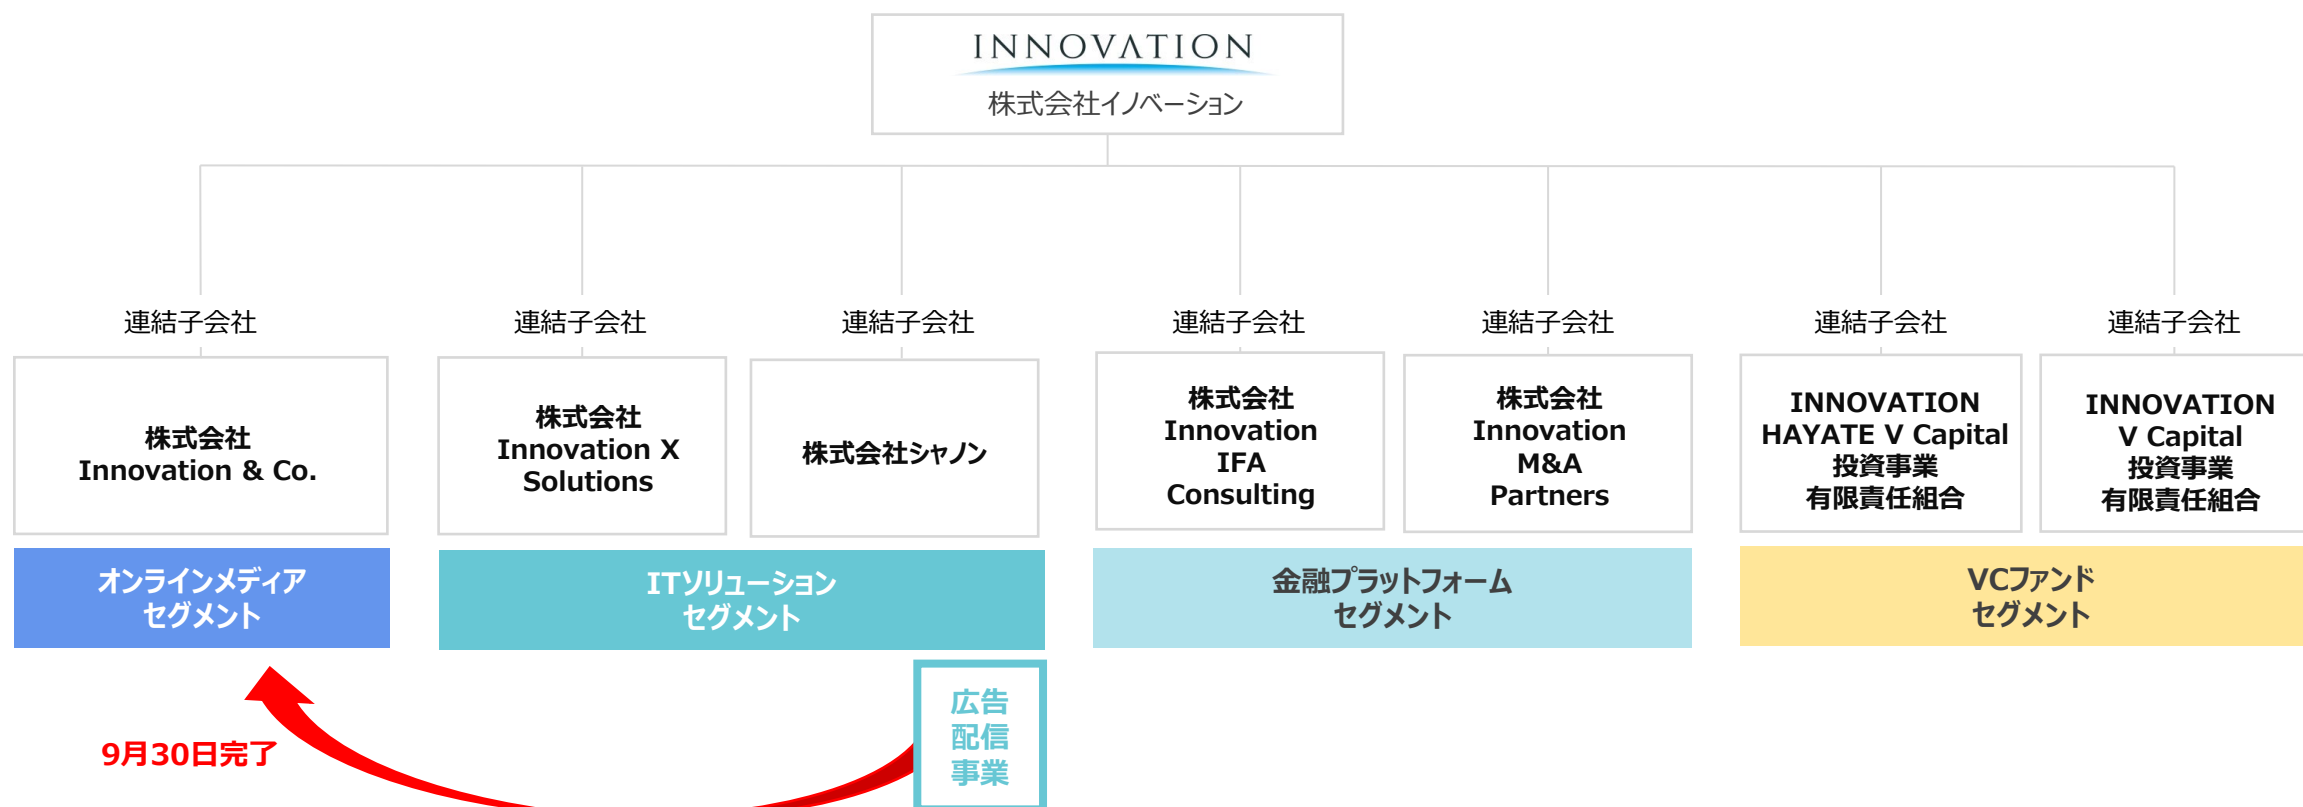 INNOVATION
株式会社イノベーション
連結子会社
連結子会社
連結子会社
連結子会社
連結子会社
連結子会社
連結子会社
株式会社
Innovation & Co.
株式会社
Innovation X
Solutions
株式会社シャノン
株式会社
Innovation
IFA
Consulting
株式会社
Innovation
M&A
Partners
INNOVATION
HAYATE V Capital
投資事業
有限責任組合
INNOVATION
V Capital
投資事業
有限責任組合
オンラインメディア
セグメント
ITソリューション
セグメント
金融プラットフォーム
セグメント
VCファンド
セグメント
広告
配信
事業
9月30日完了